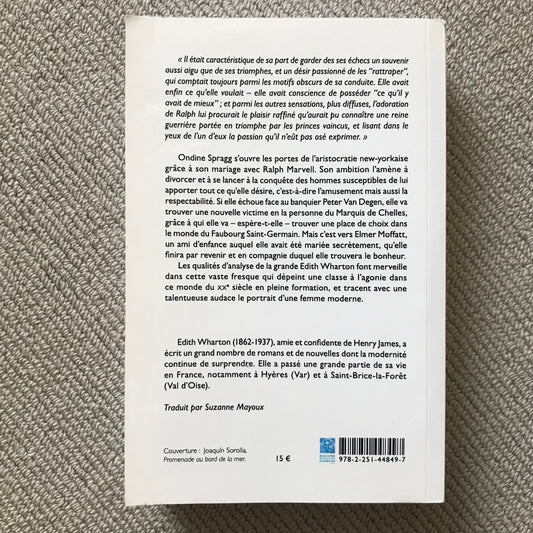 « Il était caractéristique de sa part de garder des ses échecs un souvenir
aussi aigu que de ses triomphes, et un désir passionné de les "rattraper",
qui comptait toujours parmi les motifs obscurs de sa conduite. Elle avait
enfin ce qu'elle voulait – elle avait conscience de posséder "ce qu'il y
avait de mieux" ; et parmi les autres sensations, plus diffuses, l'adoration de
Ralph lui procurait le plaisir raffiné qu'aurait pu connaître une reine
guerrière portée en triomphe par les princes vaincus, et lisant dans le
yeux de l'un d'eux la passion qu'il n'eût pas osé exprimer. »
Ondine Spragg s'ouvre les portes de l'aristocratie new-yorkaise
grâce à son mariage avec Ralph Marvell. Son ambition l'amène à
divorcer et à se lancer à la conquête des hommes susceptibles de lui
apporter tout ce qu'elle désire, c'est-à-dire l'amusement mais aussi la
respectabilité. Si elle échoue face au banquier Peter Van Degen, elle va
trouver une nouvelle victime en la personne du Marquis de Chelles,
grâce à qui elle va – espère-t-elle – trouver une place de choix dans
le monde du Faubourg Saint-Germain. Mais c'est vers Elmer Moffatt,
un ami d'enfance auquel elle avait été mariée secrètement, qu'elle
finira par revenir et en compagnie duquel elle trouvera le bonheur.
Les qualités d'analyse de la grande Edith Wharton font merveille
dans cette vaste fresque qui dépeint une classe à l'agonie dans
ce monde du XXe siècle en pleine formation, et tracent avec une
talentueuse audace le portrait d'une femme moderne.
Edith Wharton (1862-1937), amie et confidente de Henry James, a
écrit un grand nombre de romans et de nouvelles dont la modernité
continue de surprendre. Elle a passé une grande partie de sa vie
en France, notamment à Hyères (Var) et à Saint-Brice-la-Forêt
(Val d'Oise).
Traduit par Suzanne Mayoux
Couverture : Joaquín Sorolla,
Promenade au bord de la mer.
15 €
978-2-251-44849-7